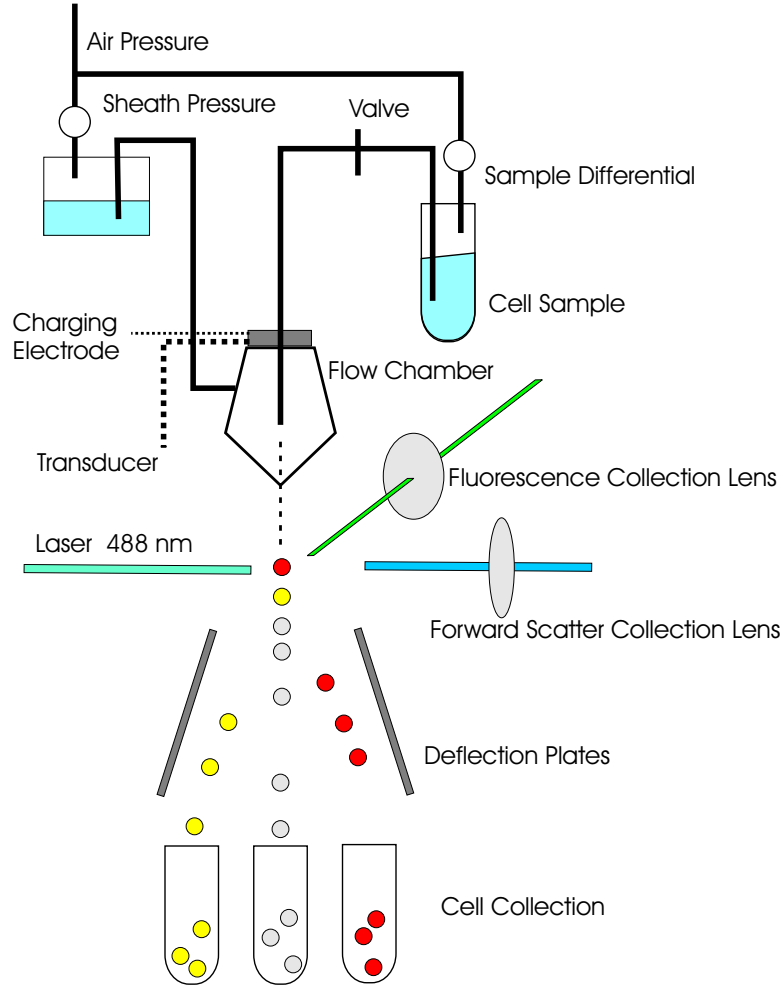 Air Pressure
Sheath Pressure
Valve
Sample Differential
Cell Sample
Charging
Electrode
Flow Chamber
Transducer
Fluorescence Collection Lens
Laser 488 nm
Forward Scatter Collection Lens
Deflection Plates
Cell Collection